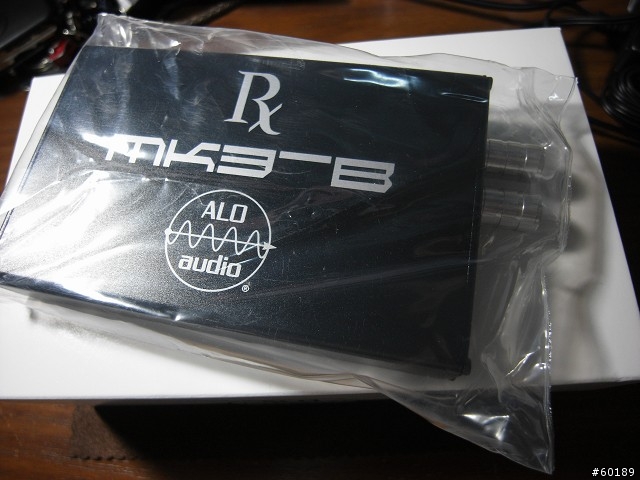 Rx
mk3-B
ALO
audio
®
#60189